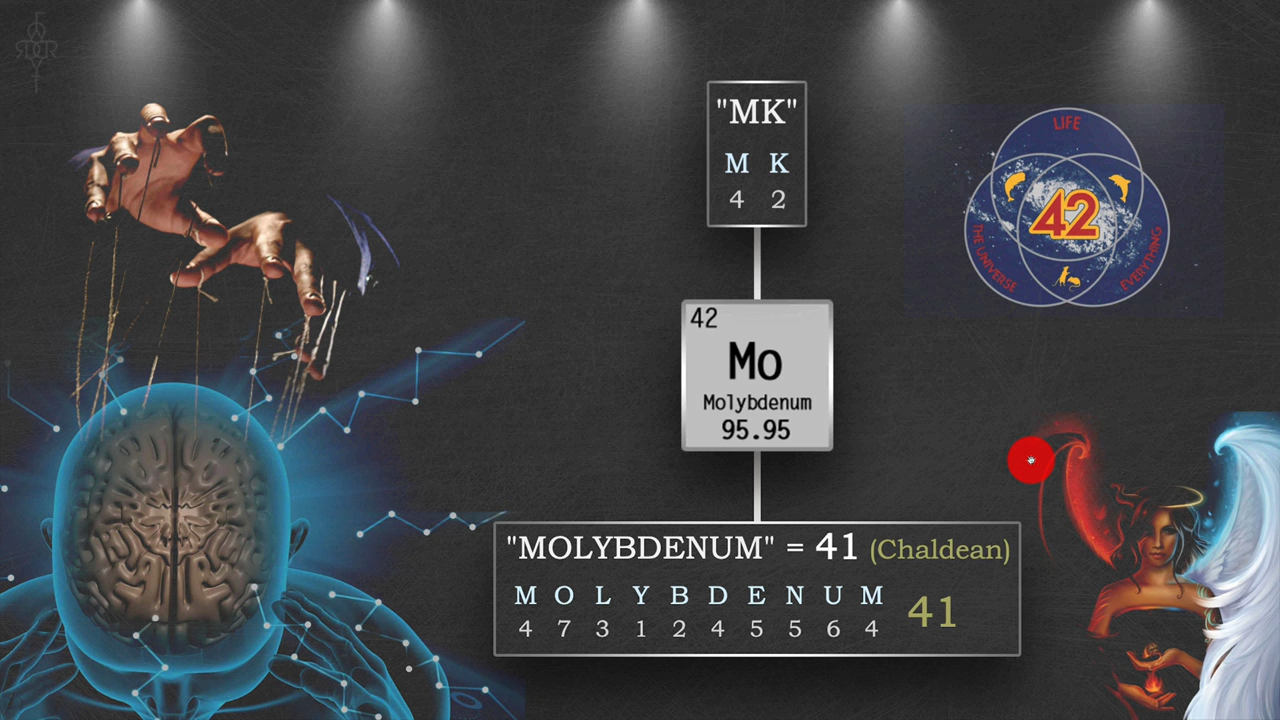 "MK"
M K
4 2
LIFE
THE UNIVERSE
EVERYTHING
42
42
Mo
Molybdenum
95.95
"MOLYBDENUM" = 41 (Chaldean)
M O L Y B D E N U M
4 7 3 1 2 4 5 5 6 4
41